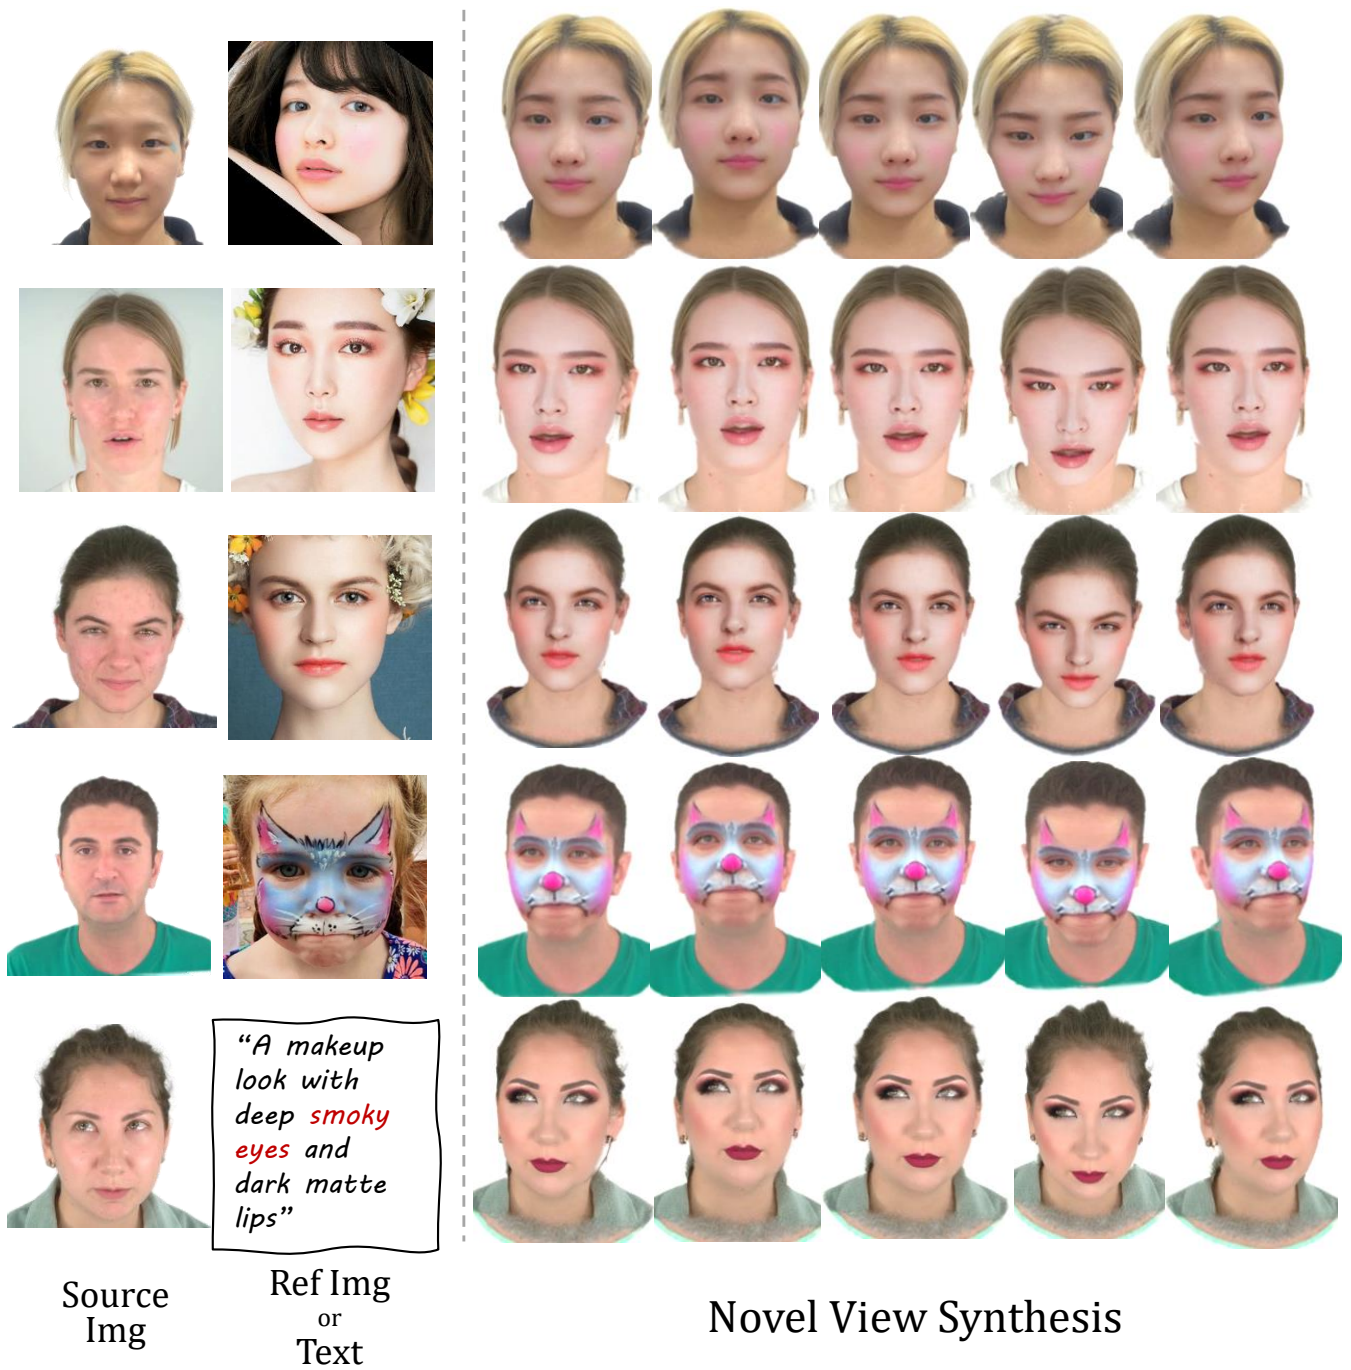 “A makeup
look with
deep smoky
eyes and
dark matte
lips”
Source
Img
Ref Img
or
Text
Novel View Synthesis